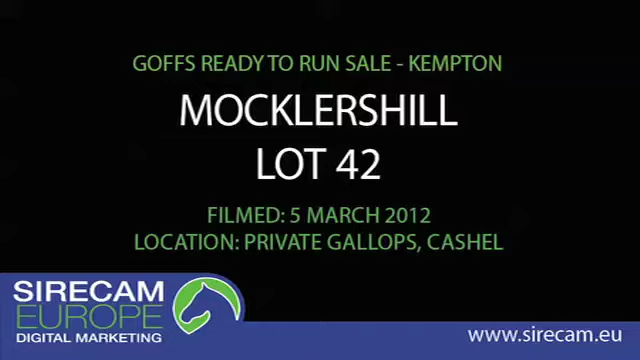 GOFFS READY TO RUN SALE - KEMPTON
MOCKLERSHILL
LOT 42
FILMED: 5 MARCH 2012
LOCATION: PRIVATE GALLOPS, CASHEL
SIRECAM
EUROPE
DIGITAL MARKETING
www.sirecam.eu